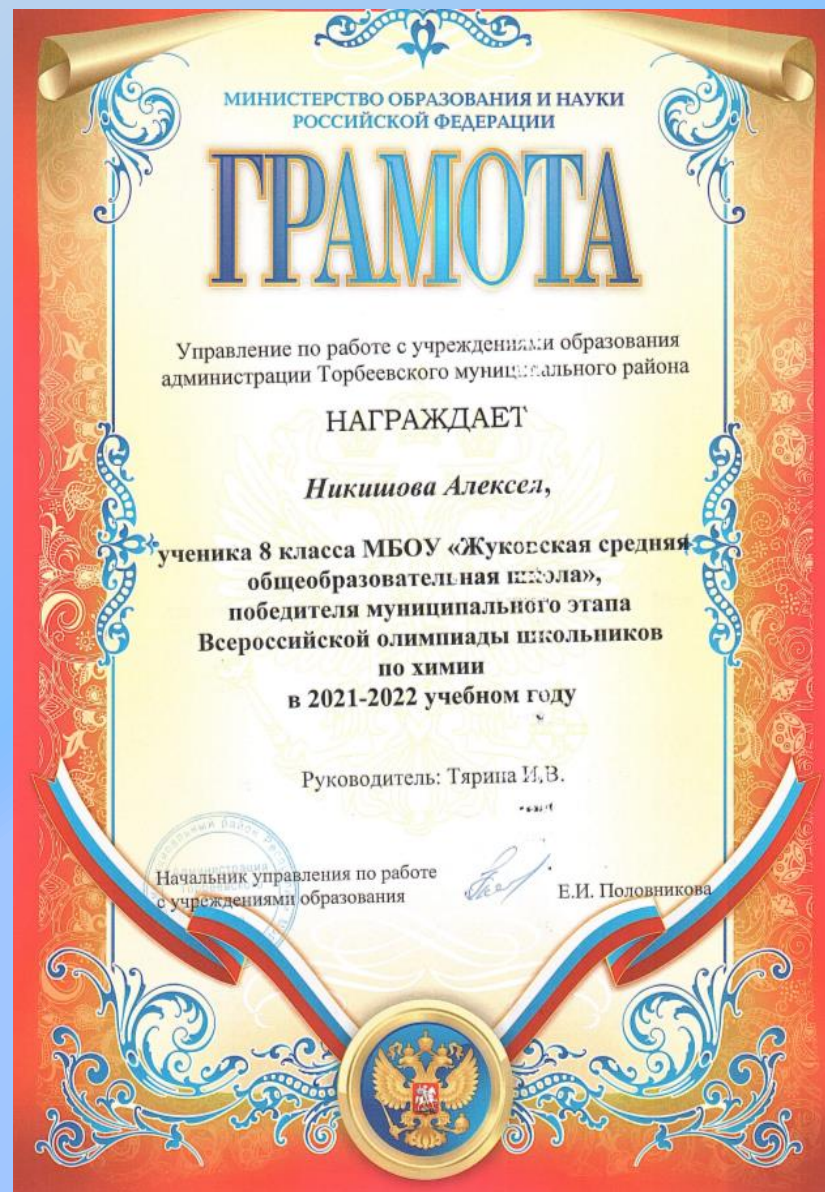 МИНИСТЕРСТВО ОБРАЗОВАНИЯ И НАУКИ
РОССИЙСКОЙ ФЕДЕРАЦИИ
ГРАМОТА
Управление по работе с учреждениями образования
администрации Торбеевского муниципального района
НАГРАЖДАЕТ
Никишова Алексея,
ученика 8 класса МБОУ «Жуковская средняя
общеобразовательная школа»,
победителя муниципального этапа
Всероссийской олимпиады школьников
по химии
в 2021-2022 учебном году
Руководитель: Тярина И.В.
Администрация
Торбеевского
Начальник управления по работе
с учреждениями образования
Е.И. Половникова